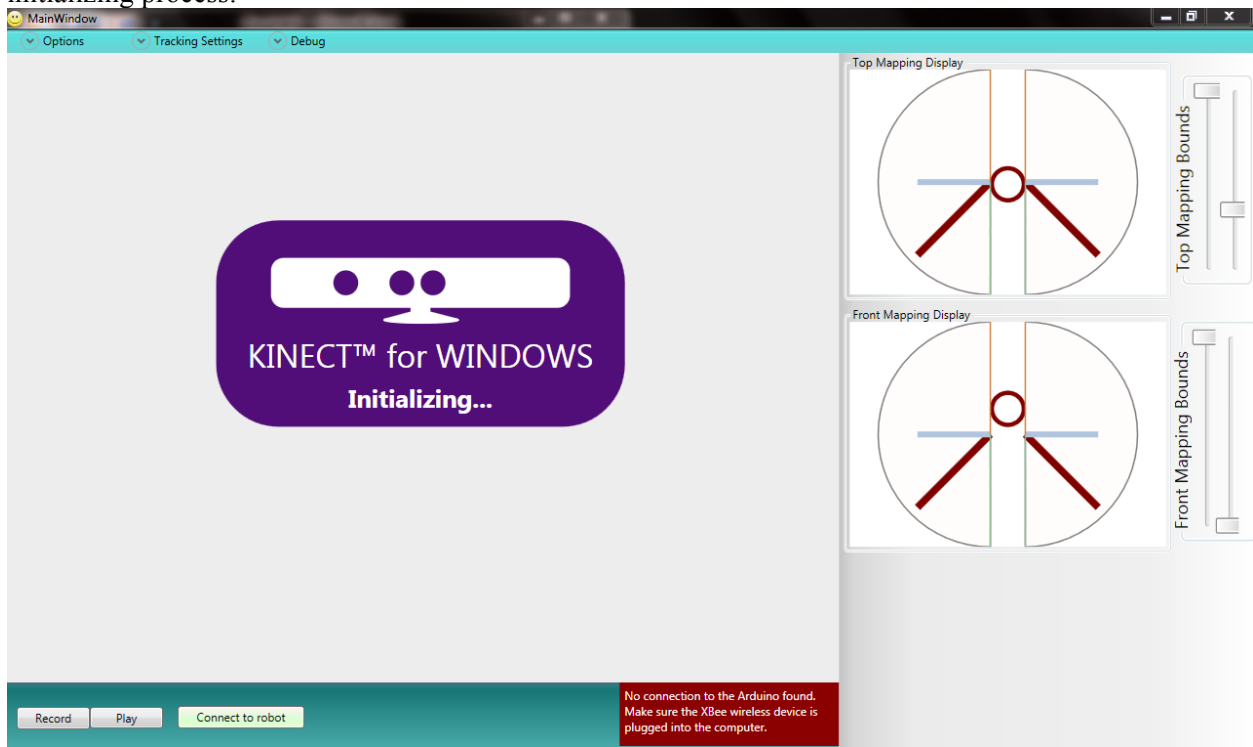 initializing process.
MainWindow
Options Tracking Settings Debug
Top Mapping Display
Top Mapping Bounds
KINECT™ for WINDOWS
Initializing...
Front Mapping Display
Front Mapping Bounds
Record Play Connect to robot
No connection to the Arduino found.
Make sure the XBee wireless device is
plugged into the computer.